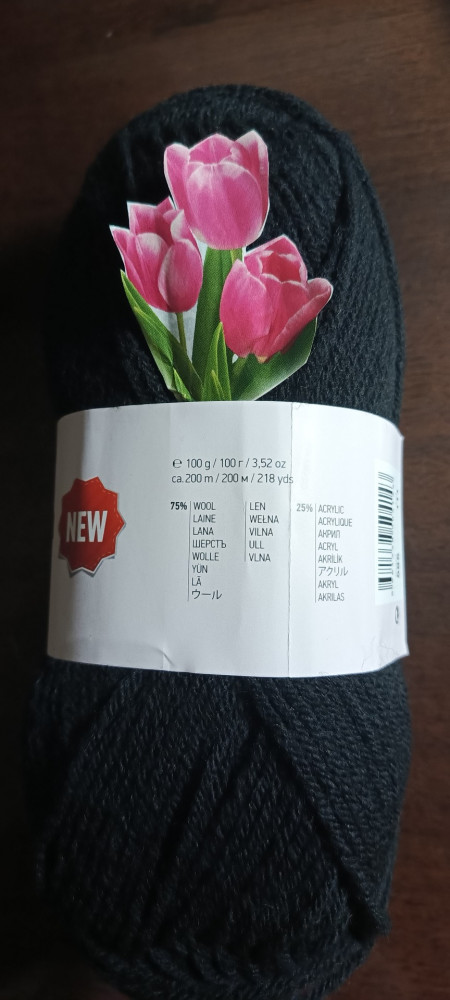 ℮ 100 g / 100 г / 3,52 oz
ca. 200 m / 200 м / 218 yds
NEW
75%
WOOL
LAINE
LANA
ШЕРСТЬ
WOLLE
YÜN
LÃ
ウール
LEN
WEŁNA
VILNA
ULL
VLNA
25%
ACRYLIC
ACRYLIQUE
АКРИЛ
ACRYL
AKRILİK
アクリル
AKRYL
AKRILAS